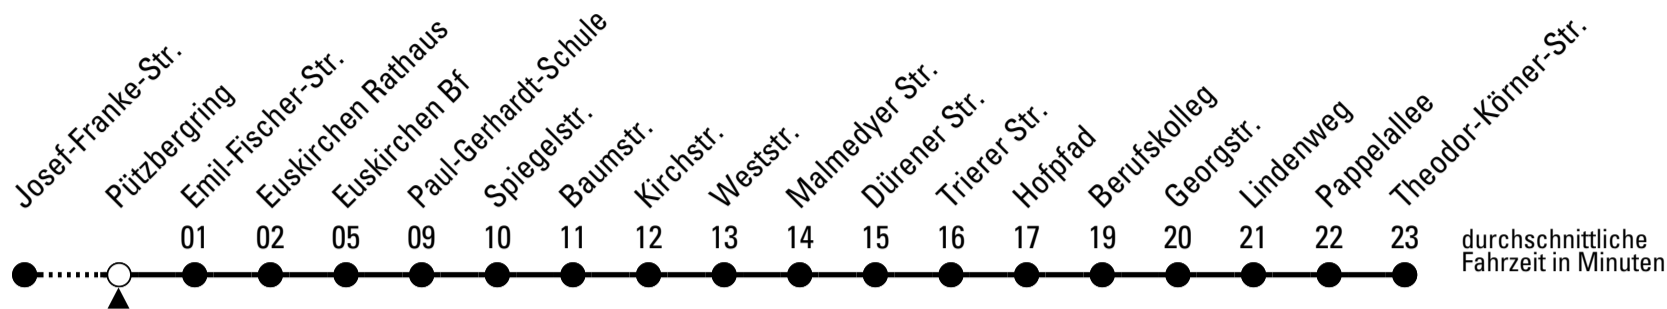 Josef-Franke-Str.
Pützbergring
Emil-Fischer-Str.
Euskirchen Rathaus
Euskirchen Bf
Paul-Gerhardt-Schule
Spiegelstr.
Baumstr.
Kirchstr.
Weststr.
Malmedyer Str.
Dürener Str.
Trierer Str.
Hofpfad
Berufskolleg
Georgstr.
Lindenweg
Pappelallee
Theodor-Körner-Str.
01 02 05 09 10 11 12 13 14 15 16 17 19 20 21 22 23
durchschnittliche
Fahrzeit in Minuten